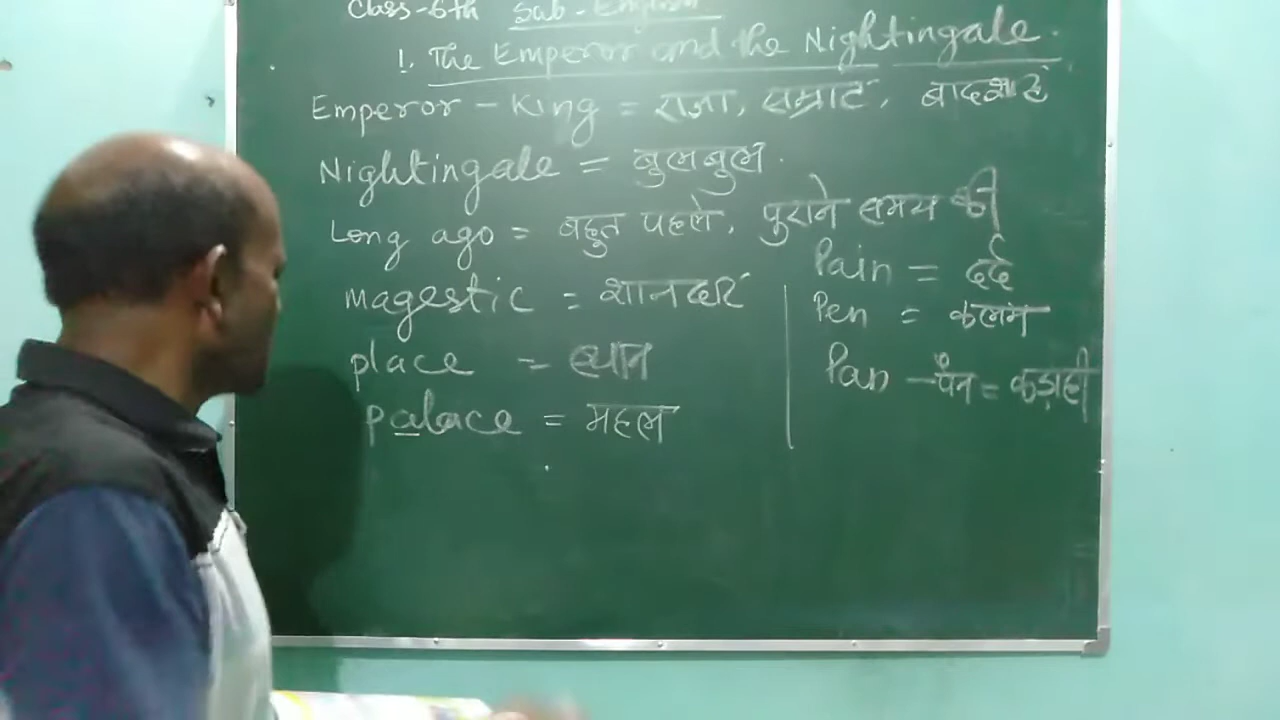 Class-6th Sub-English
1. The Emperor and the Nightingale.
Emperor - King = राजा, सम्राट, बादशाह
Nightingale = बुलबुल.
Long ago = बहुत पहले, पुराने समय की
magestic = शानदार
place = स्थान
palace = महल
Pain = दर्द
Pen = कलम
Pan - पैन = कड़ाही